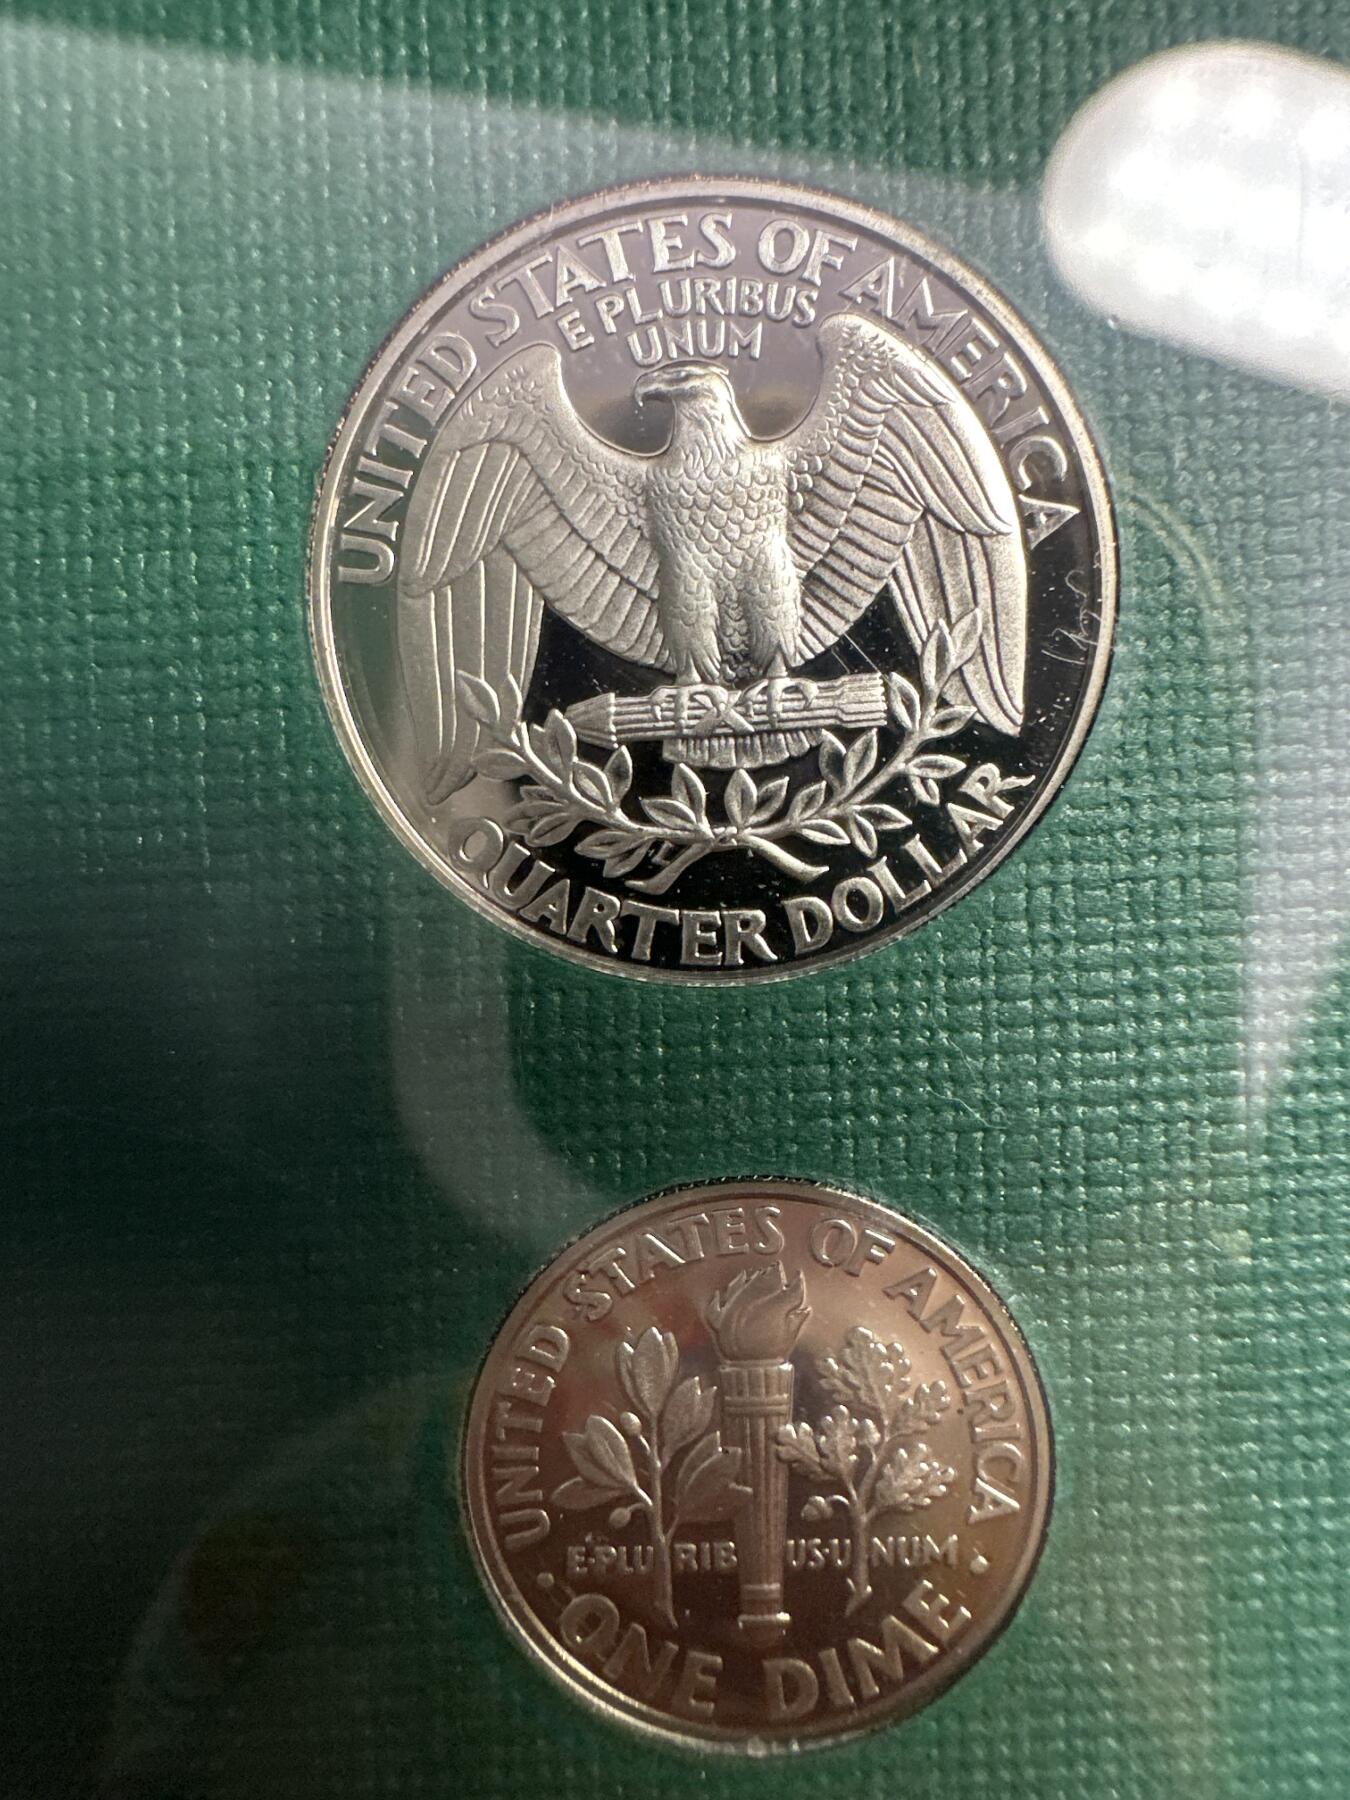 UNITED STATES OF AMERICA
E PLURIBUS
UNUM
QUARTER DOLLAR
UNITED STATES OF AMERICA
E·PLU RIB US·U NUM
· ONE DIME ·